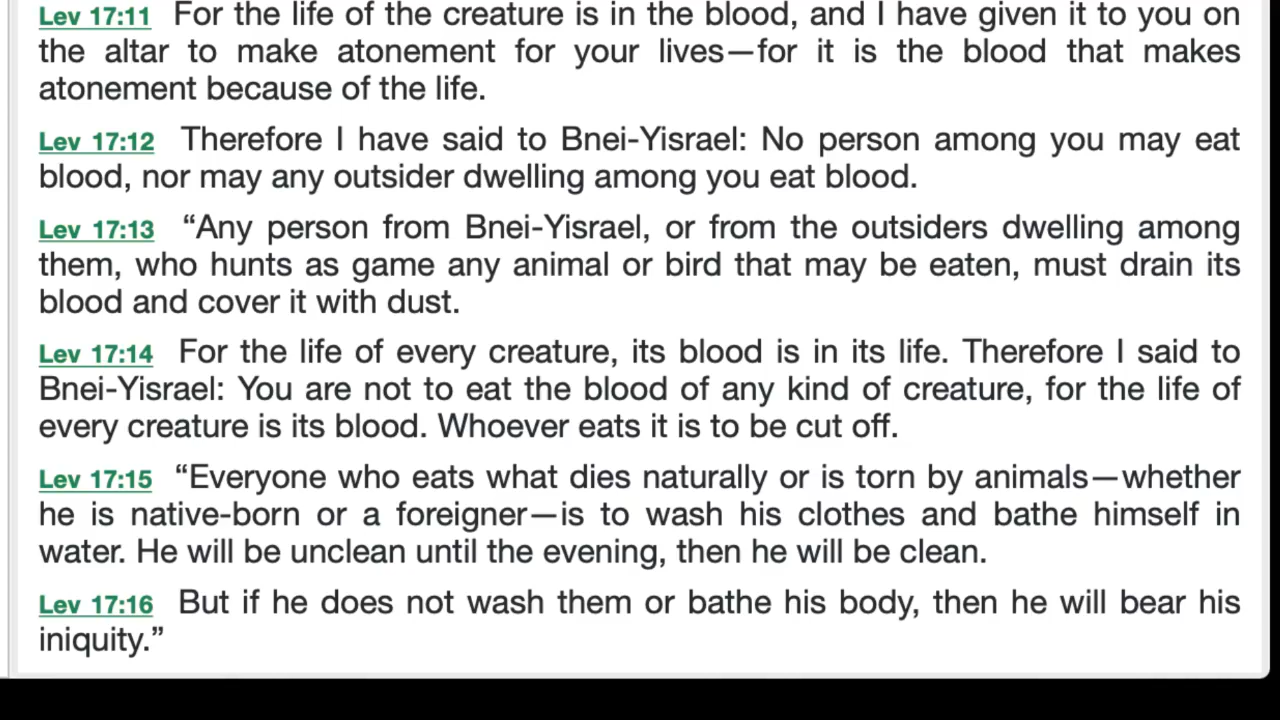 Lev 17:11 For the life of the creature is in the blood, and I have given it to you on
the altar to make atonement for your lives—for it is the blood that makes
atonement because of the life.
Lev 17:12 Therefore I have said to Bnei-Yisrael: No person among you may eat
blood, nor may any outsider dwelling among you eat blood.
Lev 17:13 “Any person from Bnei-Yisrael, or from the outsiders dwelling among
them, who hunts as game any animal or bird that may be eaten, must drain its
blood and cover it with dust.
Lev 17:14 For the life of every creature, its blood is in its life. Therefore I said to
Bnei-Yisrael: You are not to eat the blood of any kind of creature, for the life of
every creature is its blood. Whoever eats it is to be cut off.
Lev 17:15 “Everyone who eats what dies naturally or is torn by animals—whether
he is native-born or a foreigner—is to wash his clothes and bathe himself in
water. He will be unclean until the evening, then he will be clean.
Lev 17:16 But if he does not wash them or bathe his body, then he will bear his
iniquity.”